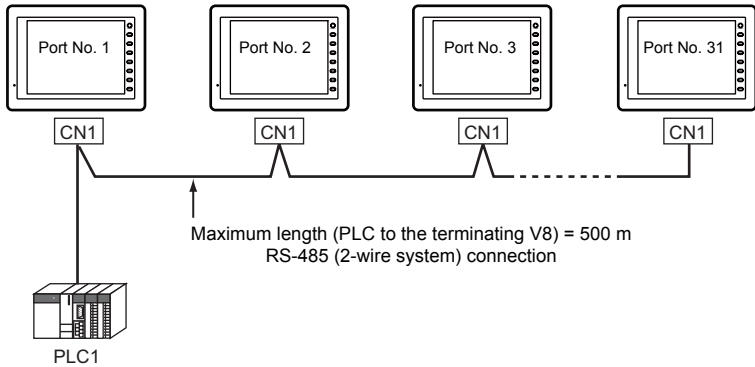 Port No. 1
Port No. 2
Port No. 3
Port No. 31
CN1
CN1
CN1
CN1
Maximum length (PLC to the terminating V8) = 500 m
RS-485 (2-wire system) connection
PLC1